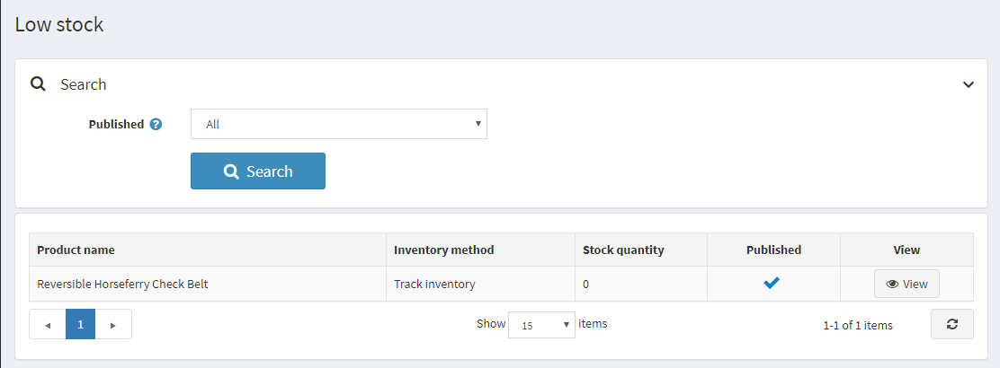 Low stock
Search
Published ? All
Search
Product name Inventory method Stock quantity Published View
Reversible Horseferry Check Belt Track inventory 0 View
1 Show 15 items 1-1 of 1 items